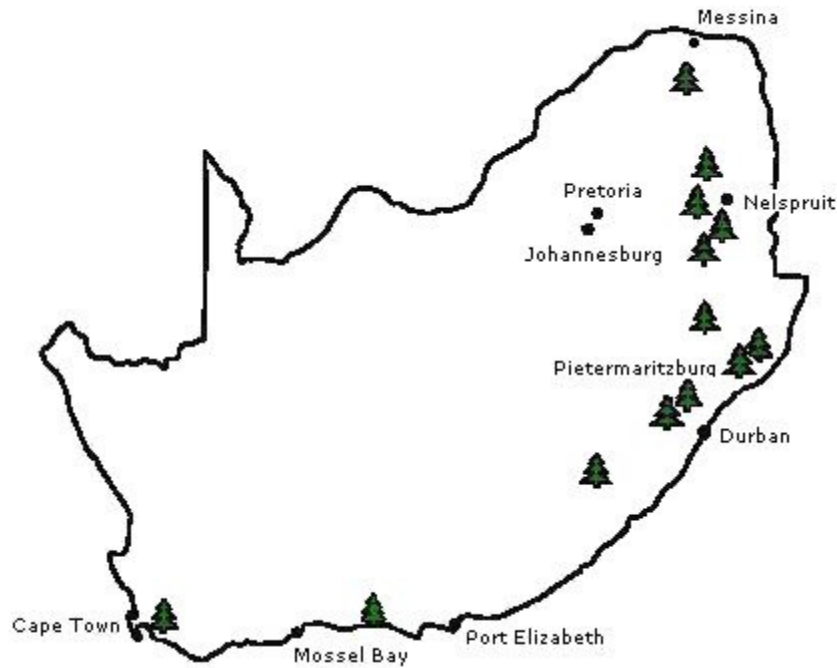 Messina
Pretoria
Nelspruit
Johannesburg
Pietermaritzburg
Durban
Cape Town
Port Elizabeth
Mossel Bay